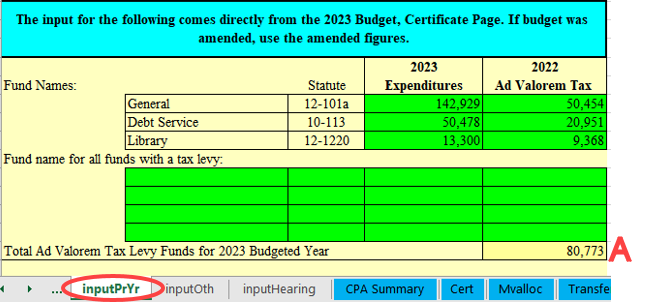 The input for the following comes directly from the 2023 Budget, Certificate Page. If budget was
amended, use the amended figures.
2023 2022
Fund Names: Statute Expenditures Ad Valorem Tax
General 12-101a 142,929 50,454
Debt Service 10-113 50,478 20,951
Library 12-1220 13,300 9,368
Fund name for all funds with a tax levy:
Total Ad Valorem Tax Levy Funds for 2023 Budgeted Year 80,773 A
... inputPrYr inputOth inputHearing CPA Summary Cert Mvalloc Transfe